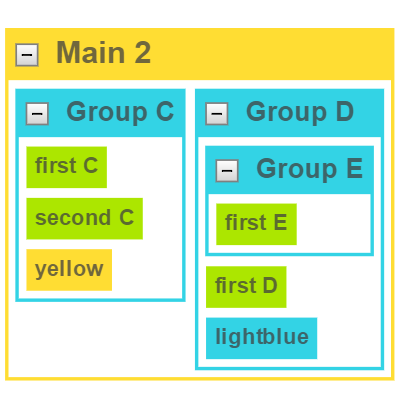 Main 2
Group C
first C
second C
yellow
Group D
Group E
first E
first D
lightblue